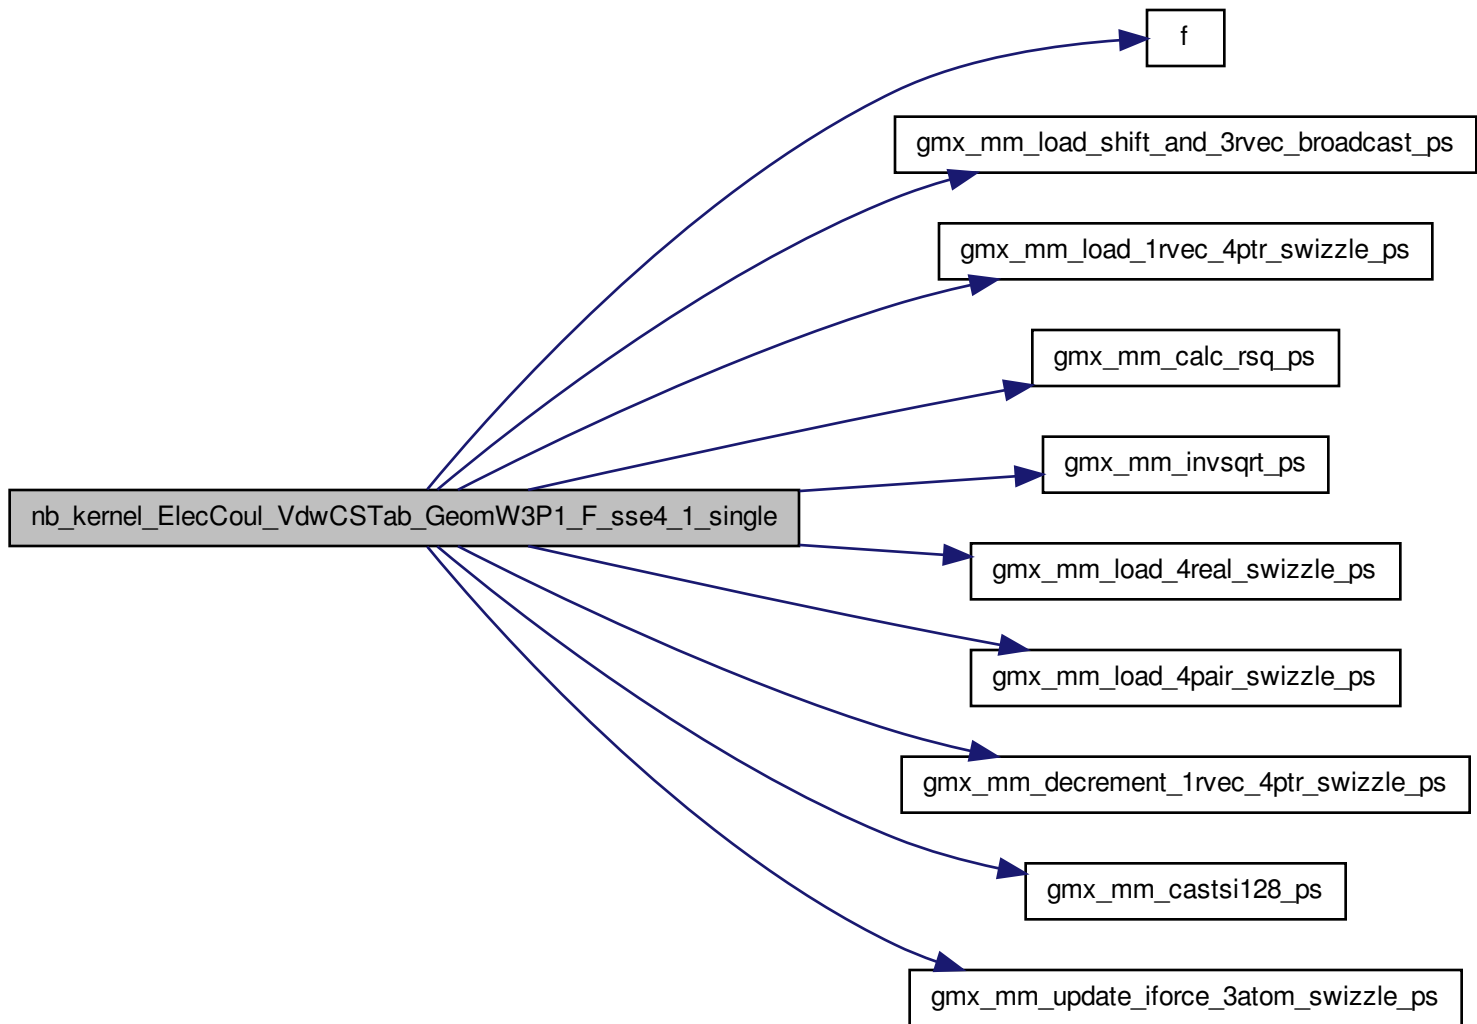 f
gmx_mm_load_shift_and_3rvec_broadcast_ps
gmx_mm_load_1rvec_4ptr_swizzle_ps
gmx_mm_calc_rsq_ps
gmx_mm_invsqrt_ps
nb_kernel_ElecCoul_VdwCSTab_GeomW3P1_F_sse4_1_single
gmx_mm_load_4real_swizzle_ps
gmx_mm_load_4pair_swizzle_ps
gmx_mm_decrement_1rvec_4ptr_swizzle_ps
gmx_mm_castsi128_ps
gmx_mm_update_iforce_3atom_swizzle_ps